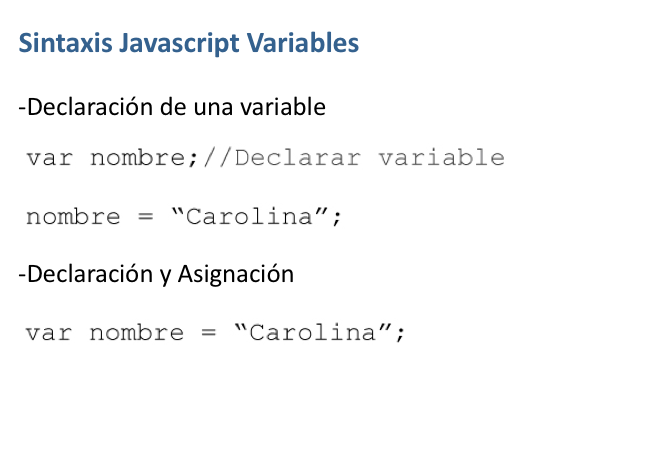 Sintaxis Javascript Variables
-Declaración de una variable
var nombre;//Declarar variable
nombre = “Carolina”;
-Declaración y Asignación
var nombre = “Carolina”;